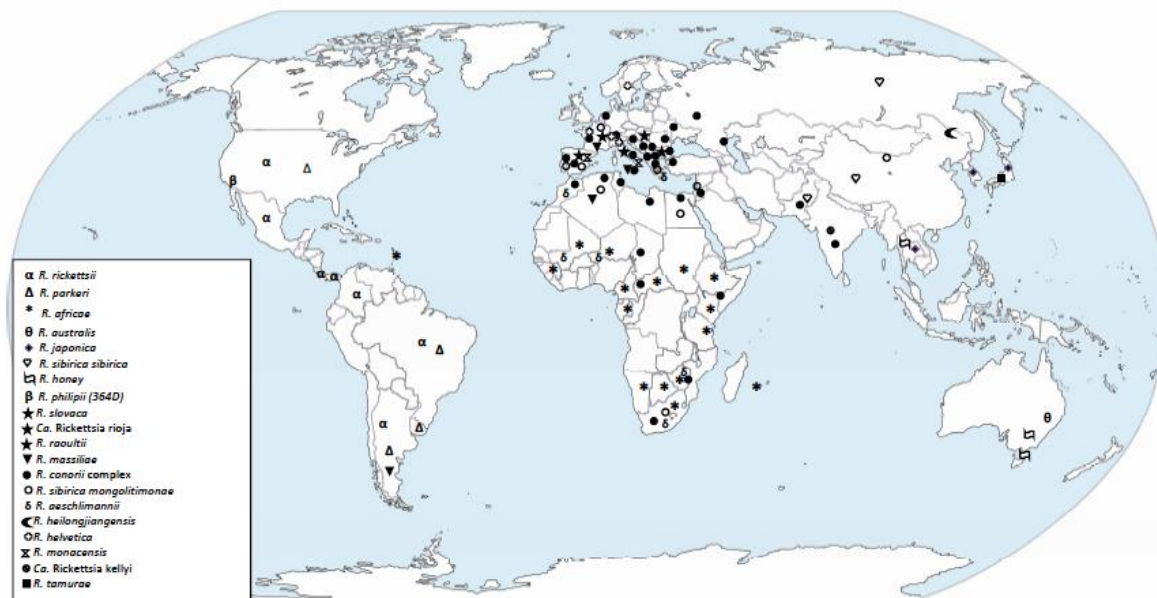 α R. rickettsii
Δ R. parkeri
* R. africae
θ R. australis
R. japonica
R. sibirica sibirica
R. honey
β R. philipii (364D)
★ R. slovaca
★ Ca. Rickettsia rioja
★ R. raoultii
▼ R. massiliae
● R. conorii complex
○ R. sibirica mongolitimonae
δ R. aeschlimannii
R. heilongjiangensis
R. helvetica
R. monacensis
● Ca. Rickettsia kellyi
■ R. tamurae